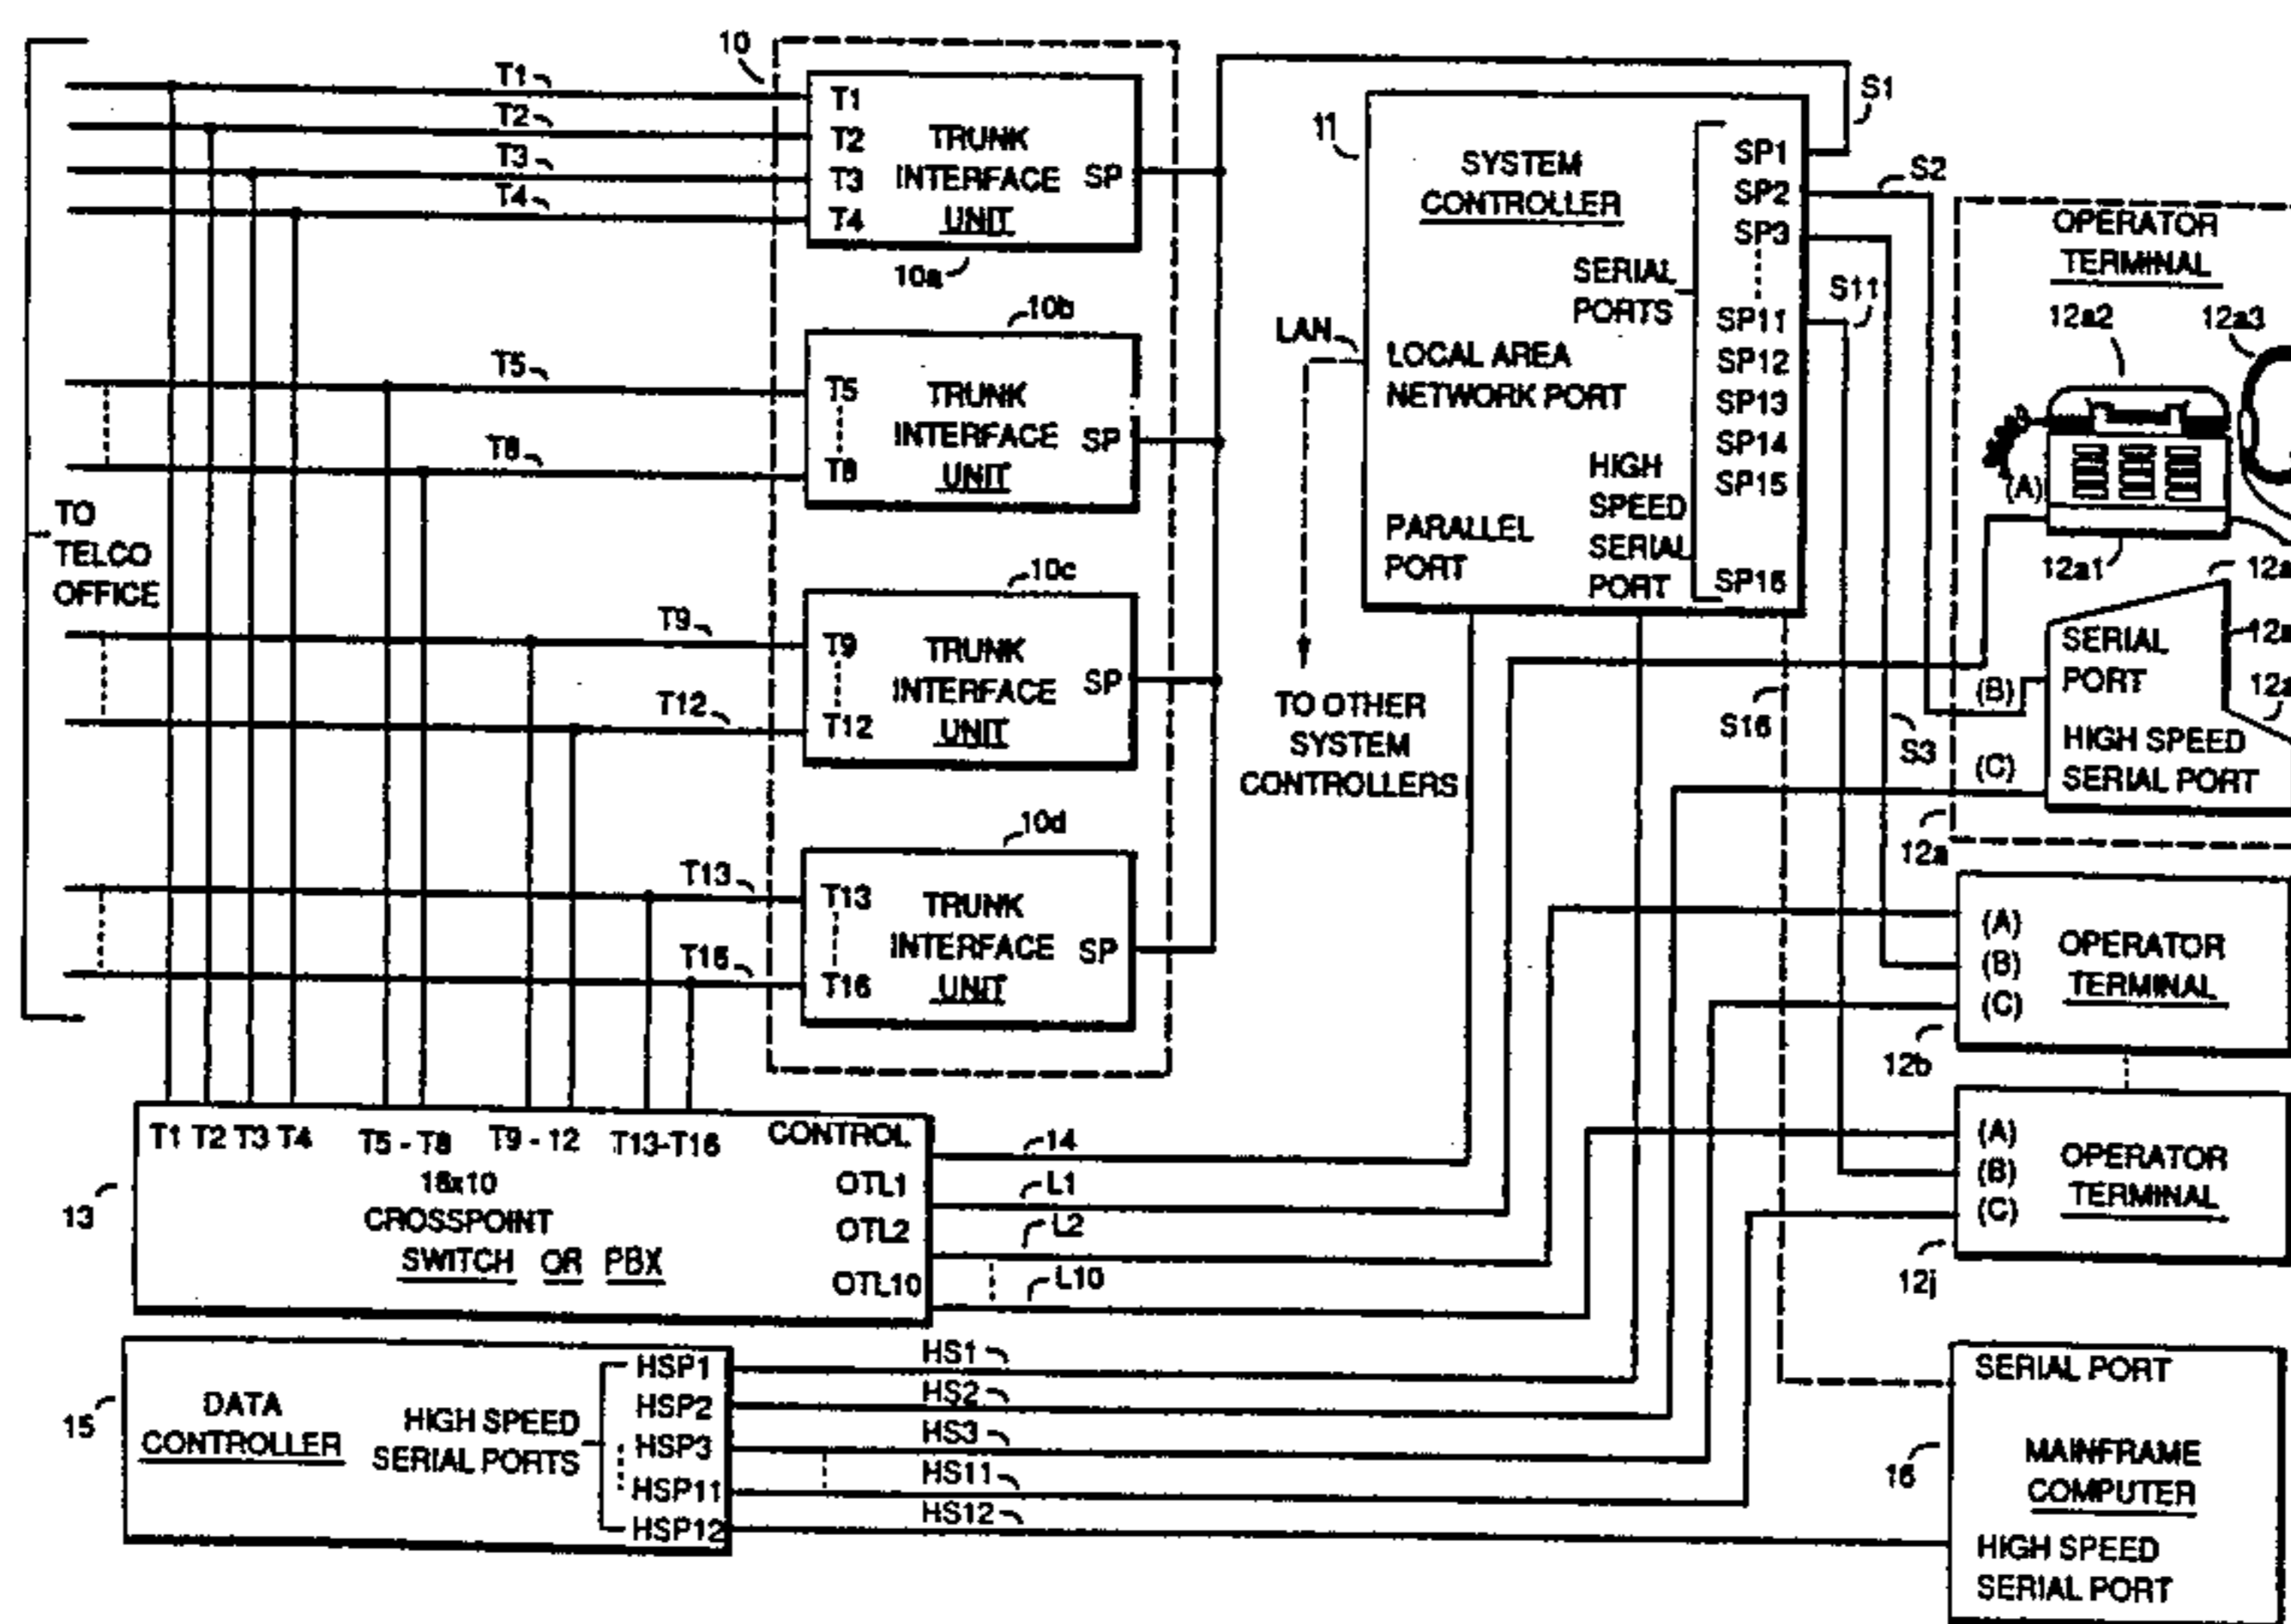 TO
TELCO
OFFICE
T1
T2
T3
T4
T5
T8
T9
T12
T13
T16
10
T1
T2
T3
T4
TRUNK
INTERFACE
UNIT
SP
10a
10b
T5
T8
TRUNK
INTERFACE
UNIT
SP
10c
T9
T12
TRUNK
INTERFACE
UNIT
SP
10d
T13
T16
TRUNK
INTERFACE
UNIT
SP
11
SYSTEM
CONTROLLER
SERIAL
PORTS
SP1
SP2
SP3
SP11
SP12
SP13
SP14
SP15
SP16
LAN
LOCAL AREA
NETWORK PORT
PARALLEL
PORT
HIGH
SPEED
SERIAL
PORT
TO OTHER
SYSTEM
CONTROLLERS
S1
S2
S11
S16
S3
OPERATOR
TERMINAL
12a2
12a3
(A)
12a1
12a
SERIAL
PORT
12a
(B)
12a
HIGH SPEED
SERIAL PORT
(C)
12a
(A)
(B)
(C)
OPERATOR
TERMINAL
12b
(A)
(B)
(C)
OPERATOR
TERMINAL
12j
T1 T2 T3 T4 T5 - T8 T9 - 12 T13-T16
CONTROL
16x10
CROSSPOINT
SWITCH OR PBX
OTL1
OTL2
OTL10
13
14
L1
L2
L10
15
DATA
CONTROLLER
HIGH SPEED
SERIAL PORTS
HSP1
HSP2
HSP3
HSP11
HSP12
HS1
HS2
HS3
HS11
HS12
SERIAL PORT
16
MAINFRAME
COMPUTER
HIGH SPEED
SERIAL PORT